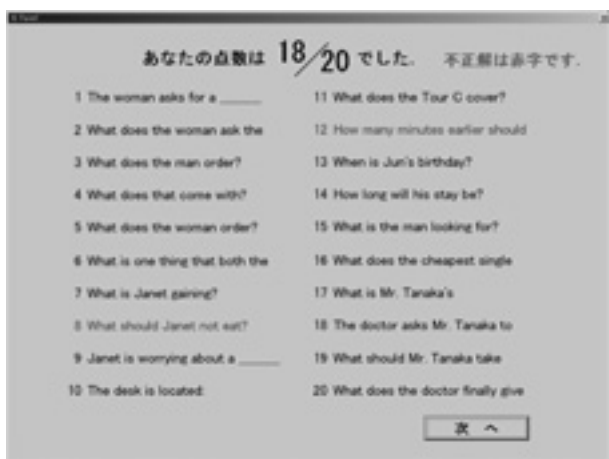 あなたの点数は 18/20 でした. 不正解は赤字です.
1 The woman asks for a ______
2 What does the woman ask the
3 What does the man order?
4 What does that come with?
5 What does the woman order?
6 What is one thing that both the
7 What is Janet gaining?
8 What should Janet not eat?
9 Janet is worrying about a ______
10 The desk is located:
11 What does the Tour C cover?
12 How many minutes earlier should
13 When is Jun's birthday?
14 How long will his stay be?
15 What is the man looking for?
16 What does the cheapest single
17 What is Mr. Tanaka's
18 The doctor asks Mr. Tanaka to
19 What should Mr. Tanaka take
20 What does the doctor finally give
次 へ